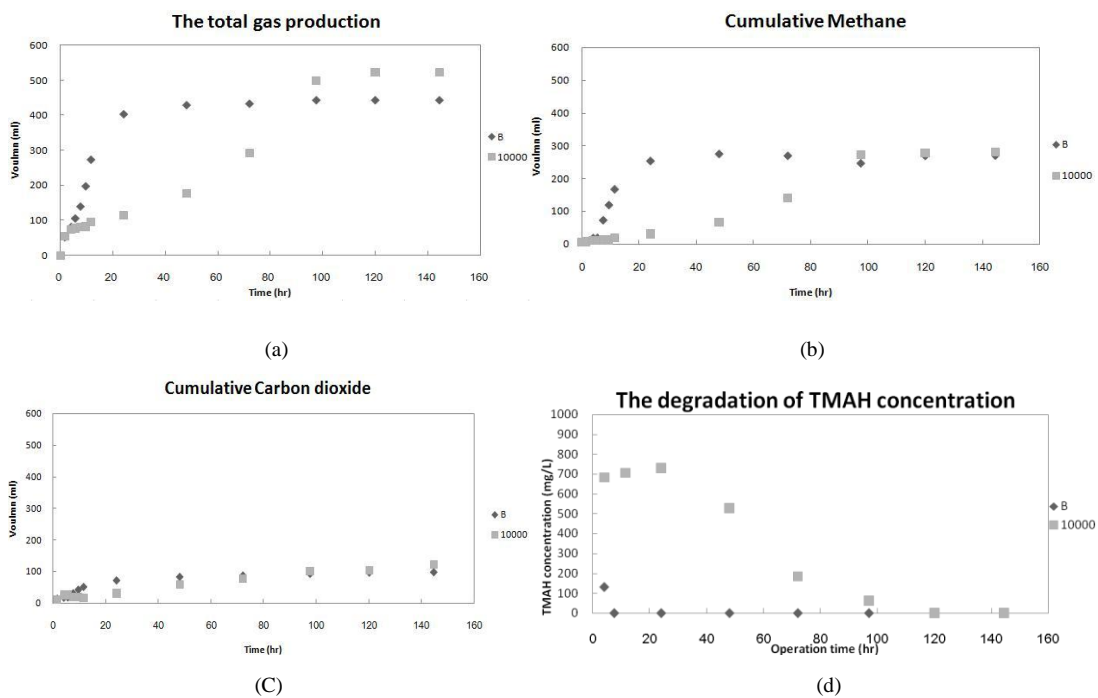 The total gas production
600
500
400
300
200
100
0
Voulmn (ml)
0 20 40 60 80 100 120 140 160
Time (hr)
B
10000
(a)
Cumulative Methane
600
500
400
300
200
100
0
Voulmn (ml)
0 20 40 60 80 100 120 140 160
Time (hr)
B
10000
(b)
Cumulative Carbon dioxide
600
500
400
300
200
100
0
Voulmn (ml)
0 20 40 60 80 100 120 140 160
Time (hr)
B
10000
(C)
The degradation of TMAH concentration
1000
900
800
700
600
500
400
300
200
100
0
TMAH concentration (mg/L)
0 20 40 60 80 100 120 140 160
Operation time (hr)
B
10000
(d)